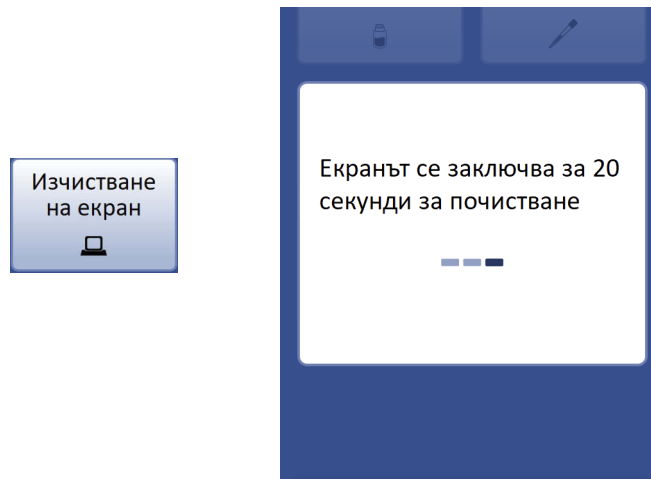 Изчистване
на екран
Екранът се заключва за 20
секунди за почистване